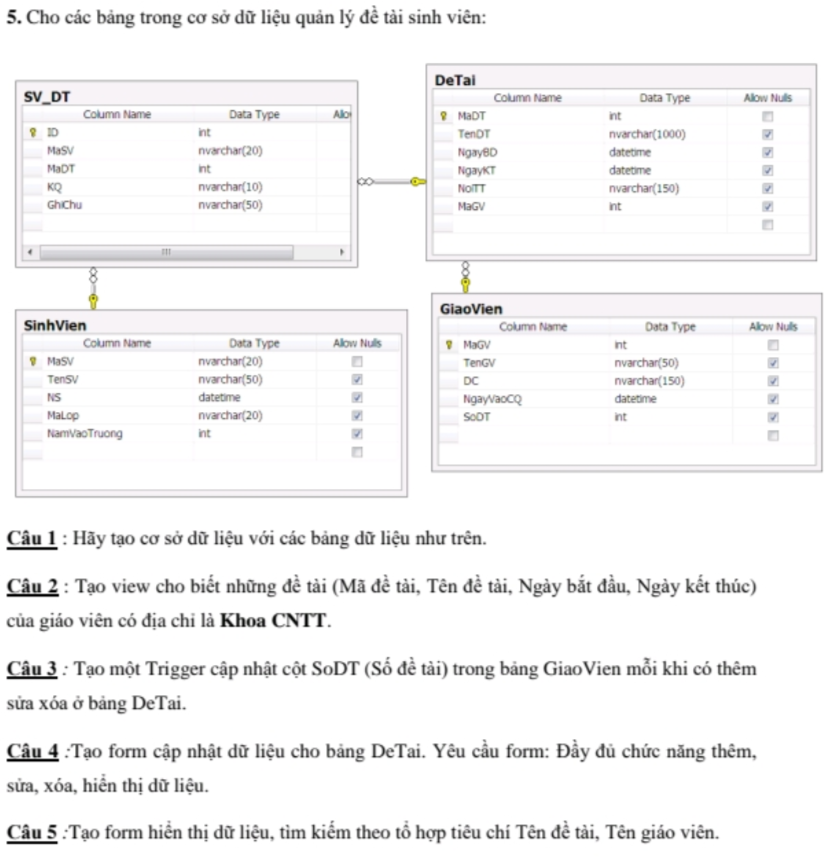 5. Cho các bảng trong cơ sở dữ liệu quản lý đề tài sinh viên:
SV_DT
Column Name Data Type Alo
ID int
MaSV nvarchar(20)
MaDT int
KQ nvarchar(10)
GhiChu nvarchar(50)
DeTai
Column Name Data Type Allow Nulls
MaDT int
TenDT nvarchar(1000)
NgayBD datetime
NgayKT datetime
NoiTT nvarchar(150)
MaGV int
SinhVien
Column Name Data Type Allow Nulls
MaSV nvarchar(20)
TenSV nvarchar(50)
NS datetime
MaLop nvarchar(20)
NamVaoTruong int
GiaoVien
Column Name Data Type Allow Nulls
MaGV int
TenGV nvarchar(50)
DC nvarchar(150)
NgayVaoCQ datetime
SoDT int
Câu 1 : Hãy tạo cơ sở dữ liệu với các bảng dữ liệu như trên.
Câu 2 : Tạo view cho biết những đề tài (Mã đề tài, Tên đề tài, Ngày bắt đầu, Ngày kết thúc)
của giáo viên có địa chỉ là Khoa CNTT.
Câu 3 : Tạo một Trigger cập nhật cột SoDT (Số đề tài) trong bảng GiaoVien mỗi khi có thêm
sửa xóa ở bảng DeTai.
Câu 4 :Tạo form cập nhật dữ liệu cho bảng DeTai. Yêu cầu form: Đầy đủ chức năng thêm,
sửa, xóa, hiển thị dữ liệu.
Câu 5 :Tạo form hiển thị dữ liệu, tìm kiếm theo tổ hợp tiêu chí Tên đề tài, Tên giáo viên.